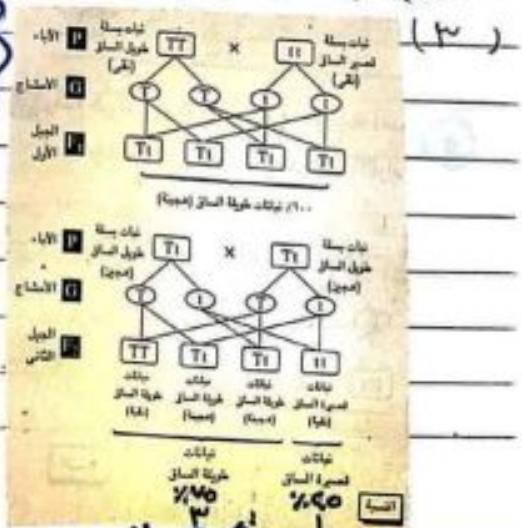 (٣)
P الآباء
نبات بسلة طويل الساق (نقى)
TT × tt
نبات بسلة قصير الساق (نقى)
G الأمشاج
T T t t
F1 الجيل الأول
Tt Tt Tt Tt
١٠٠٪ نباتات طويلة الساق (هجينة)
P الآباء
نبات بسلة طويل الساق (هجين)
Tt × Tt
نبات بسلة طويل الساق (هجين)
G الأمشاج
T t T t
F2 الجيل الثانى
TT Tt Tt tt
نباتات طويلة الساق (نقية)
نباتات طويلة الساق (هجينة)
نباتات طويلة الساق (هجينة)
نباتات قصيرة الساق (نقية)
نباتات طويلة الساق
نباتات قصيرة الساق
٪٧٥
٪٢٥
النسبة
٣ : ١